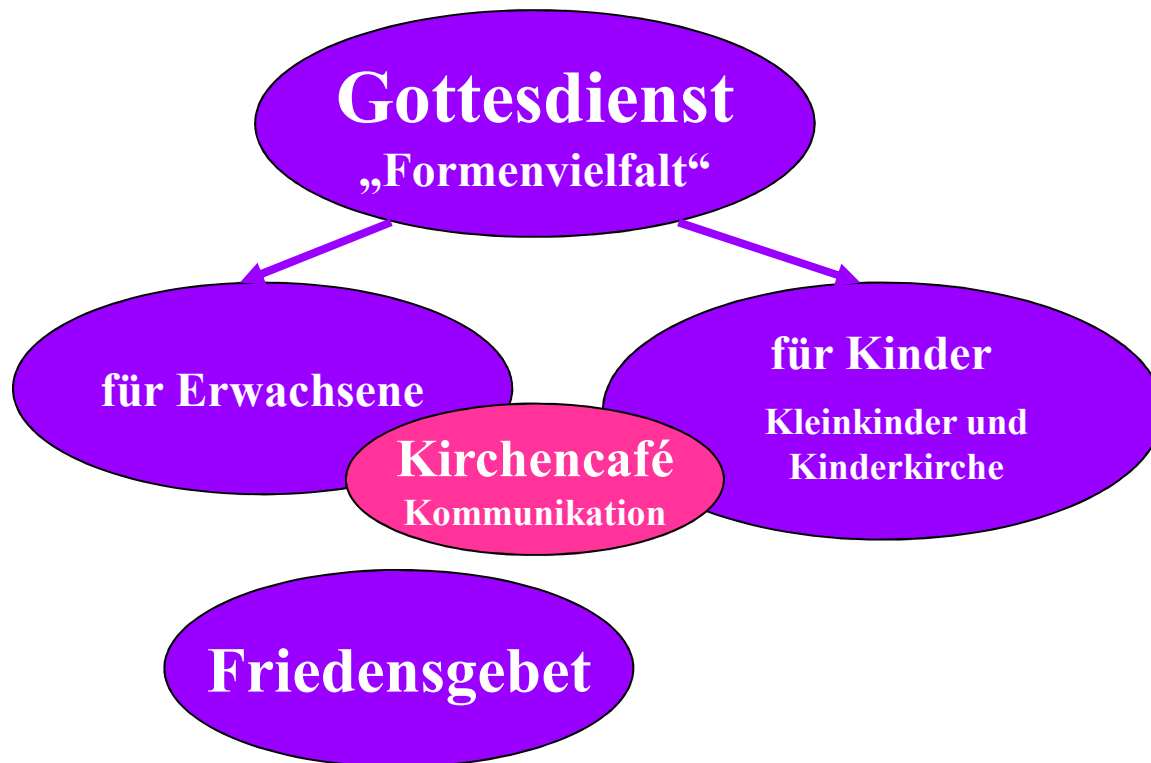 Gottesdienst
„Formenvielfalt“
für Erwachsene
für Kinder
Kleinkinder und
Kinderkirche
Kirchencafé
Kommunikation
Friedensgebet